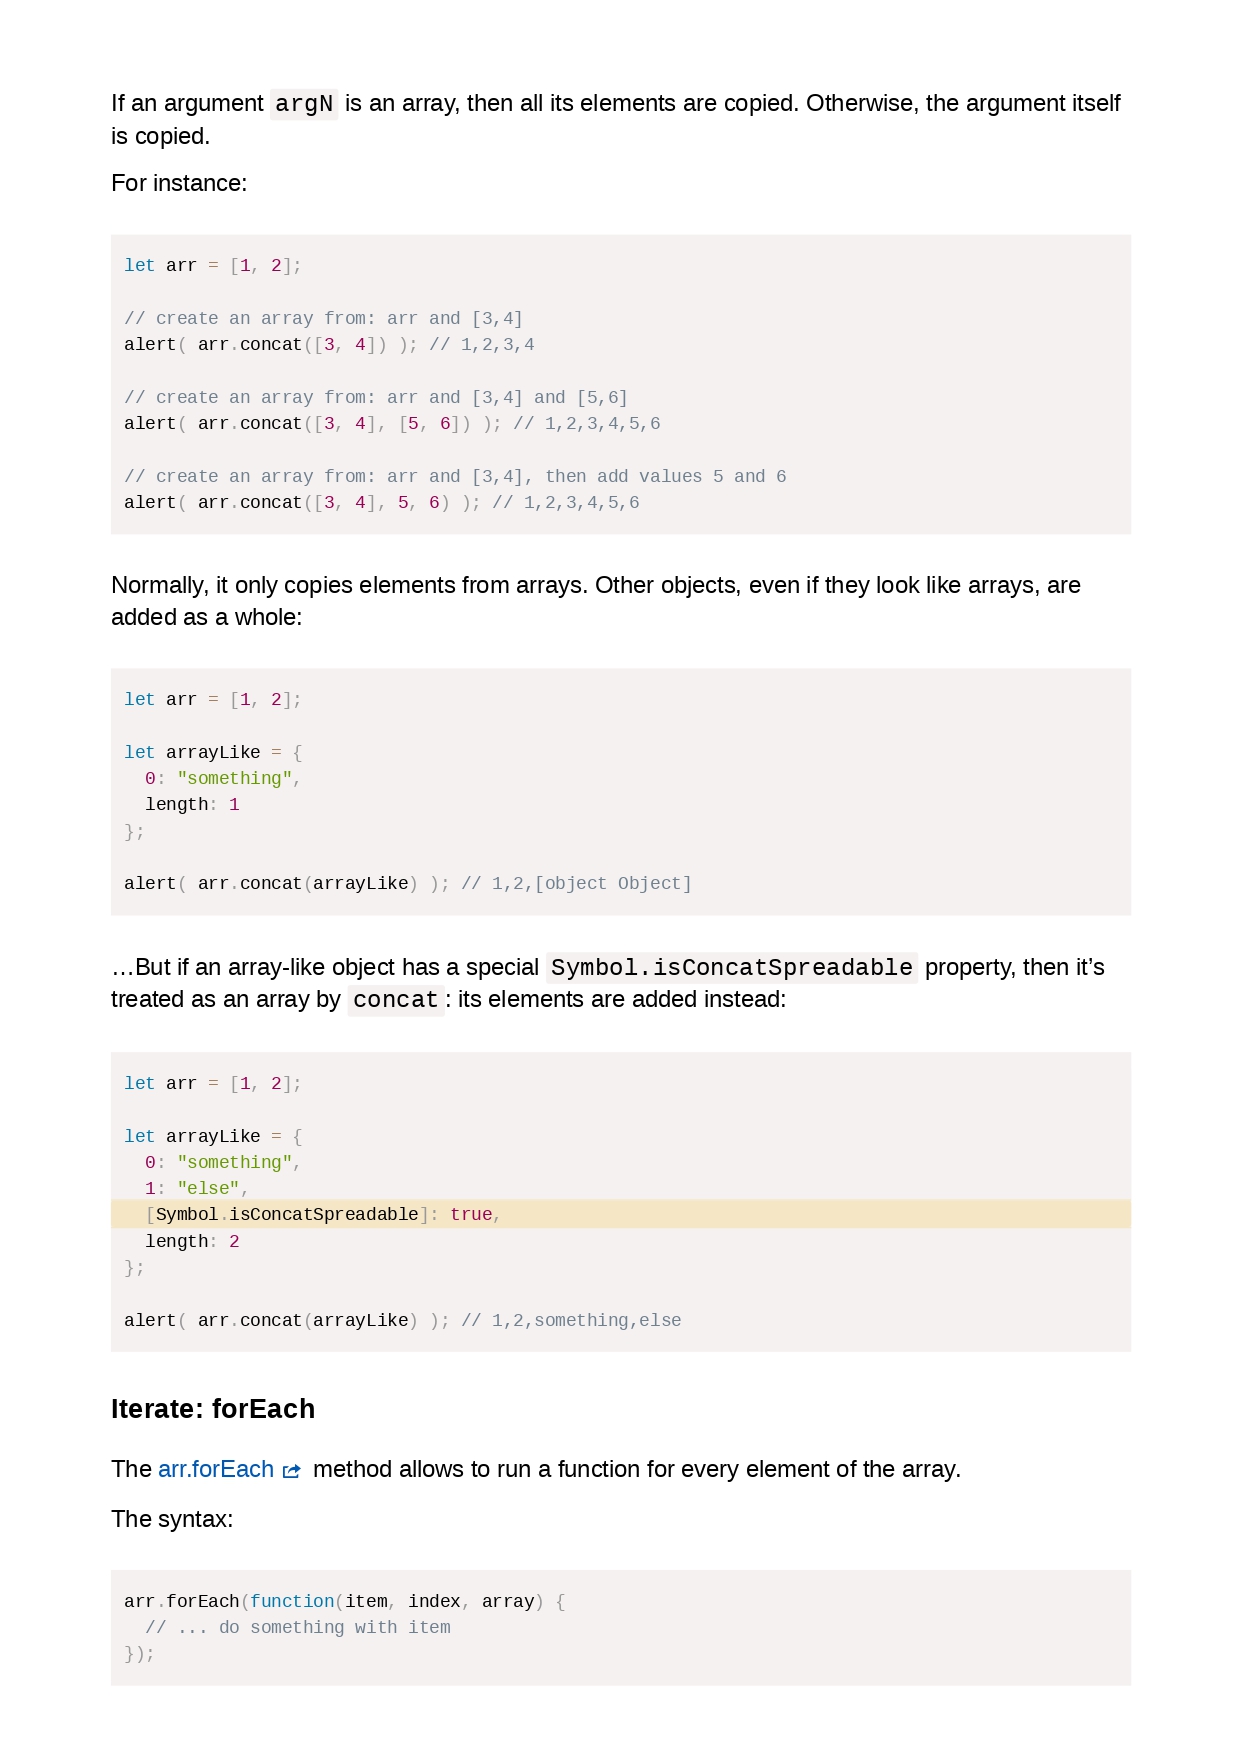 If an argument argN is an array, then all its elements are copied. Otherwise, the argument itself
is copied.
For instance:
let arr = [1, 2];
// create an array from: arr and [3,4]
alert( arr.concat([3, 4]) ); // 1,2,3,4
// create an array from: arr and [3,4] and [5,6]
alert( arr.concat([3, 4], [5, 6]) ); // 1,2,3,4,5,6
// create an array from: arr and [3,4], then add values 5 and 6
alert( arr.concat([3, 4], 5, 6) ); // 1,2,3,4,5,6
Normally, it only copies elements from arrays. Other objects, even if they look like arrays, are
added as a whole:
let arr = [1, 2];
let arrayLike = {
  0: "something",
  length: 1
};
alert( arr.concat(arrayLike) ); // 1,2,[object Object]
…But if an array-like object has a special Symbol.isConcatSpreadable property, then it’s
treated as an array by concat: its elements are added instead:
let arr = [1, 2];
let arrayLike = {
  0: "something",
  1: "else",
  [Symbol.isConcatSpreadable]: true,
  length: 2
};
alert( arr.concat(arrayLike) ); // 1,2,something,else
Iterate: forEach
The arr.forEach method allows to run a function for every element of the array.
The syntax:
arr.forEach(function(item, index, array) {
  // ... do something with item
});